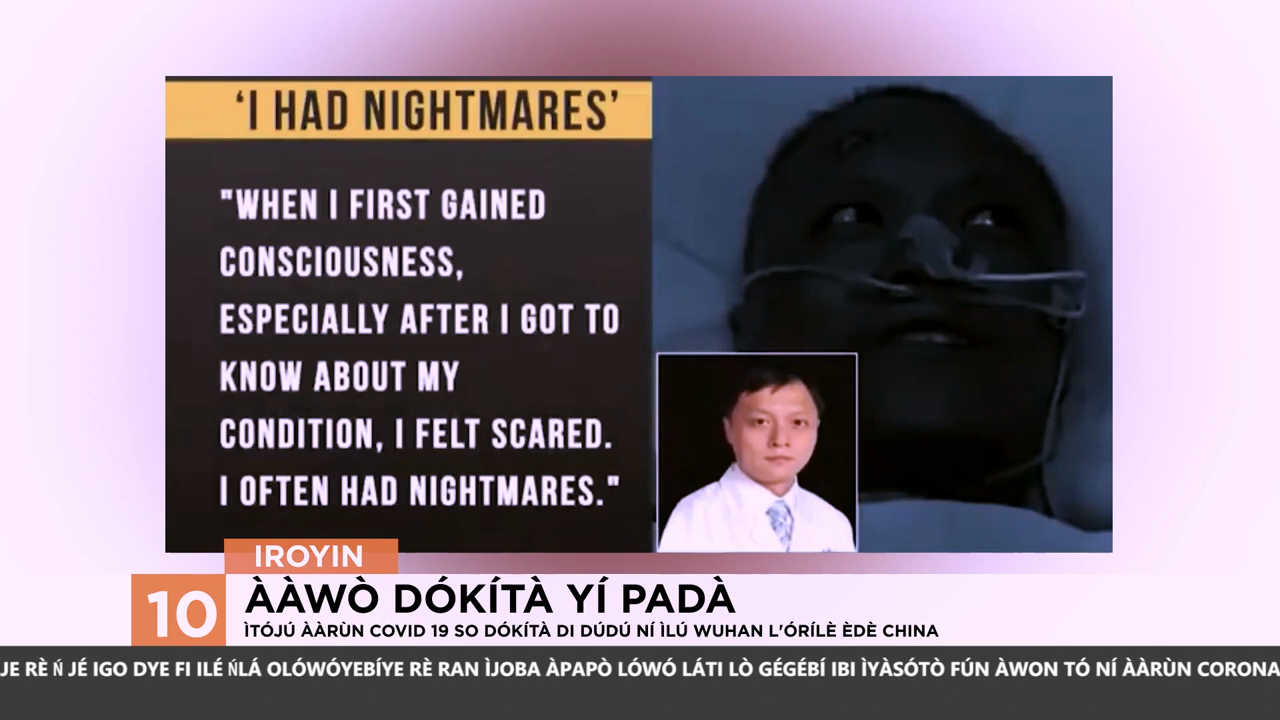 ‘I HAD NIGHTMARES’
"WHEN I FIRST GAINED
CONSCIOUSNESS,
ESPECIALLY AFTER I GOT TO
KNOW ABOUT MY
CONDITION, I FELT SCARED.
I OFTEN HAD NIGHTMARES."
IROYIN
10
ÀÀWÒ DÓKÍTÀ YÍ PADÀ
ÌTÓJÚ ÀÀRÙN COVID 19 SO DÓKÍTÀ DI DÚDÚ NÍ ÌLÚ WUHAN L'ÓRÍLÈ ÈDÈ CHINA
JE RÈ Ń JÉ IGO DYE FI ILÉ ŃLÁ OLÓWÓYEBÍYE RÈ RAN ÌJOBA ÀPAPÒ LÓWÓ LÁTI LÒ GÉGÉBÍ IBI ÌYÀSÓTÒ FÚN ÀWON TÓ NÍ ÀÀRÙN CORONA